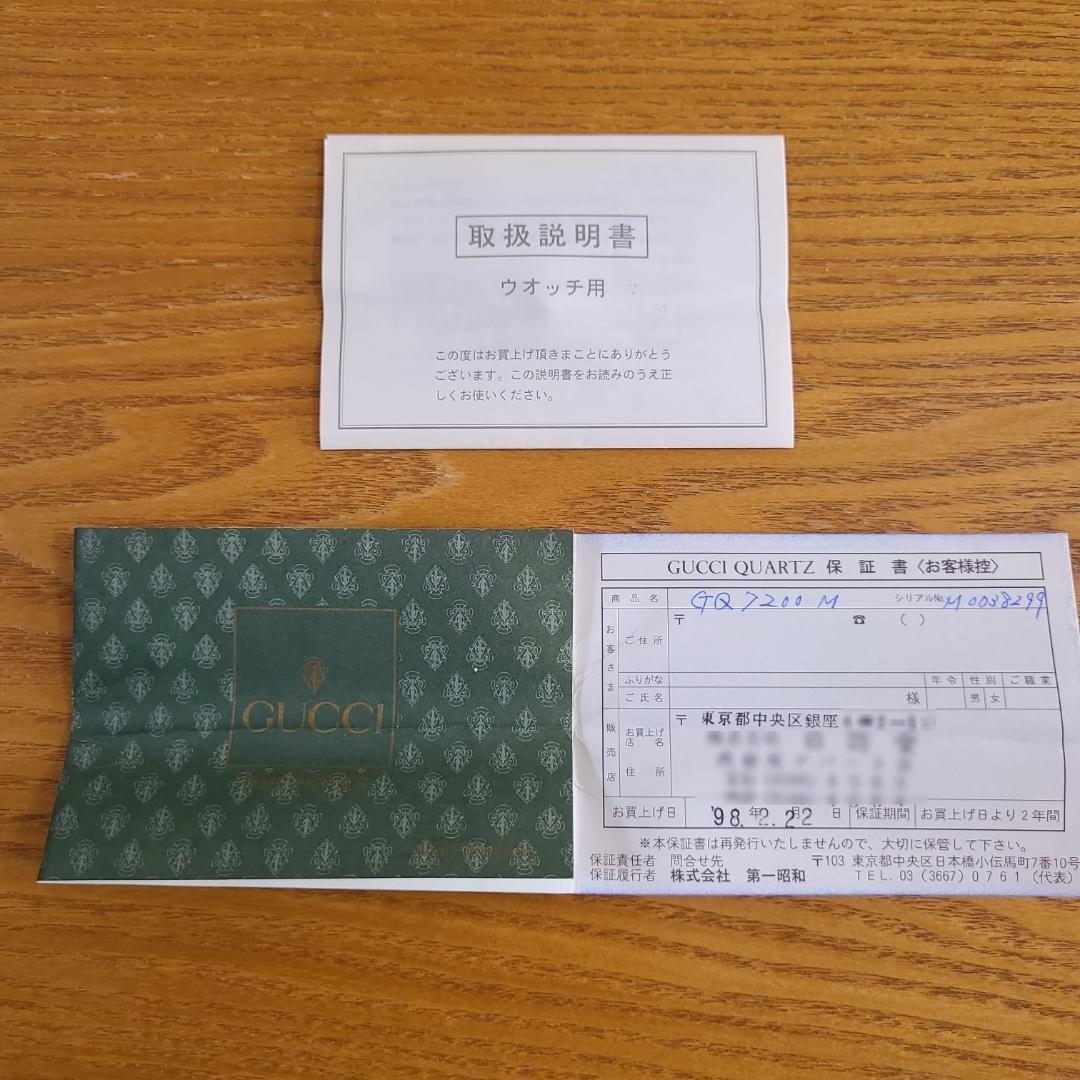 取扱説明書
ウオッチ用
この度はお買上げ頂きまことにありがとう
ございます。この説明書をお読みのうえ正
しくお使いください。
GUCCI
GUCCI QUARTZ 保証書〈お客様控〉
商品名 GQ 7200 M シリアルNo. M0038299
お客さま
ご住所 〒 ☎ ( )
ふりがな 年令 性別 ご職業
ご氏名 様 男 女
販売店
お買上げ店名 〒 東京都中央区銀座
住所
お買上げ日 '98年2.月22日 保証期間 お買上げ日より2年間
※本保証書は再発行いたしませんので、大切に保管して下さい。
保証責任者 問合せ先 〒103 東京都中央区日本橋小伝馬町7番10号
保証履行者 株式会社 第一昭和 TEL.03(3667)0761(代表)